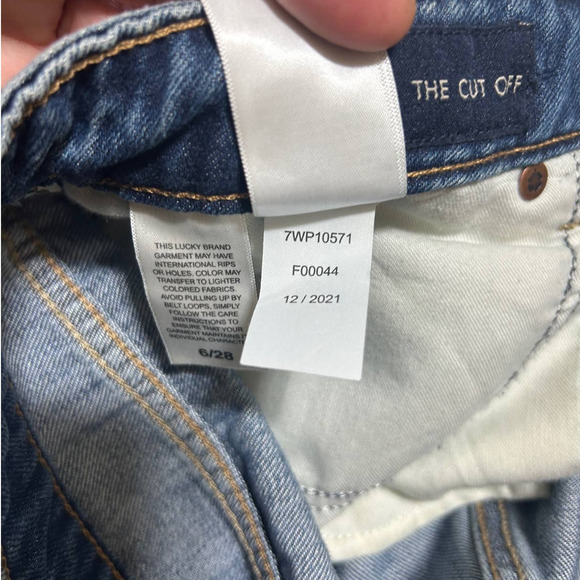 THE CUT OFF
THIS LUCKY BRAND
GARMENT MAY HAVE
INTERNATIONAL RIPS
OR HOLES. COLOR MAY
TRANSFER TO LIGHTER
COLORED FABRICS.
AVOID PULLING UP BY
BELT LOOPS, SIMPLY
FOLLOW THE CARE
INSTRUCTIONS TO
ENSURE THAT YOUR
GARMENT MAINTAINS
INDIVIDUAL
6/28
7WP10571
F00044
12 / 2021